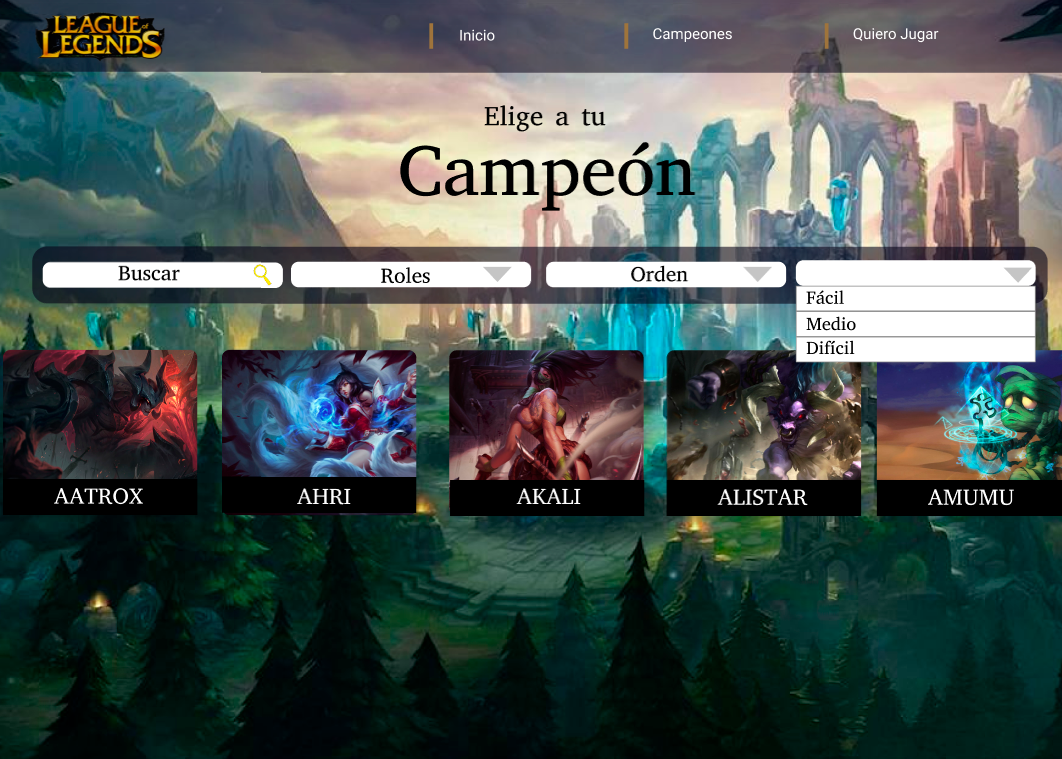 LEAGUE of
LEGENDS
Inicio
Campeones
Quiero Jugar
Elige a tu
Campeón
Buscar
Roles
Orden
Fácil
Medio
Difícil
AATROX
AHRI
AKALI
ALISTAR
AMUMU